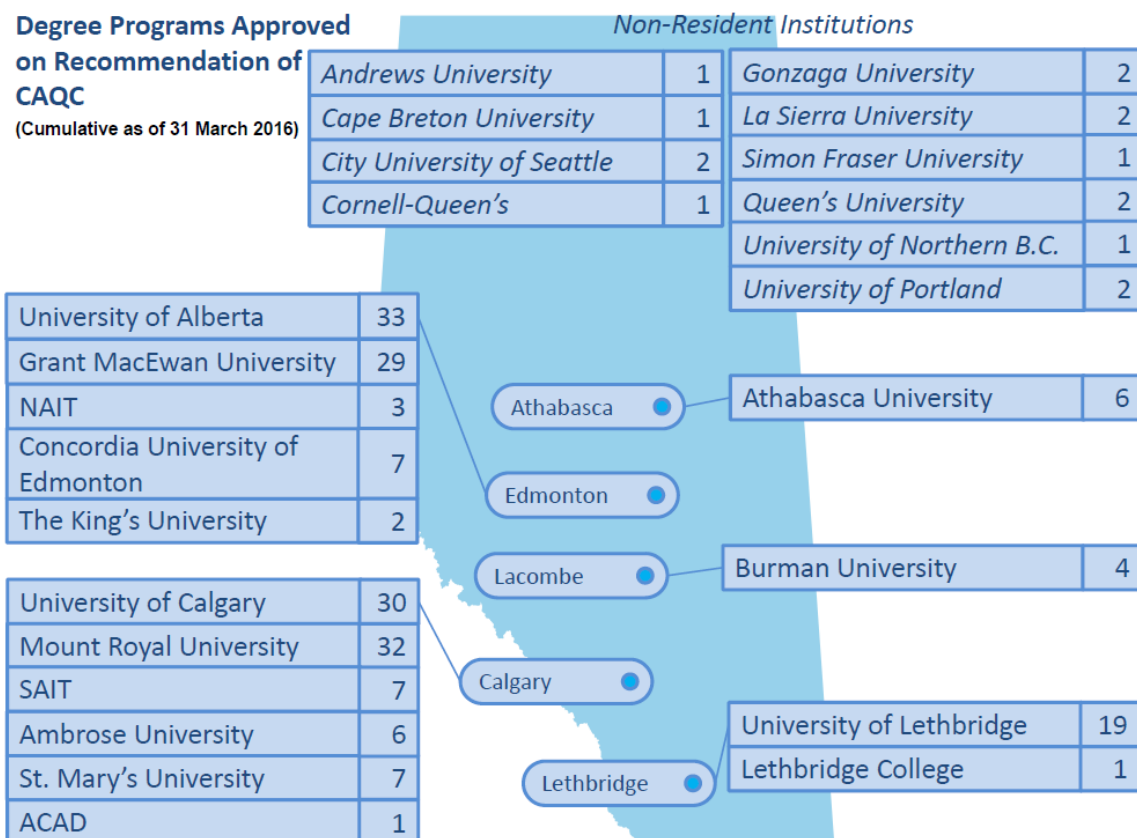 Degree Programs Approved
on Recommendation of
CAQC
(Cumulative as of 31 March 2016)
Non-Resident Institutions
Andrews University 1
Cape Breton University 1
City University of Seattle 2
Cornell-Queen's 1
Gonzaga University 2
La Sierra University 2
Simon Fraser University 1
Queen's University 2
University of Northern B.C. 1
University of Portland 2
University of Alberta 33
Grant MacEwan University 29
NAIT 3
Concordia University of
Edmonton 7
The King's University 2
Athabasca
Athabasca University 6
Edmonton
Lacombe
Burman University 4
University of Calgary 30
Mount Royal University 32
SAIT 7
Ambrose University 6
St. Mary's University 7
ACAD 1
Calgary
Lethbridge
University of Lethbridge 19
Lethbridge College 1